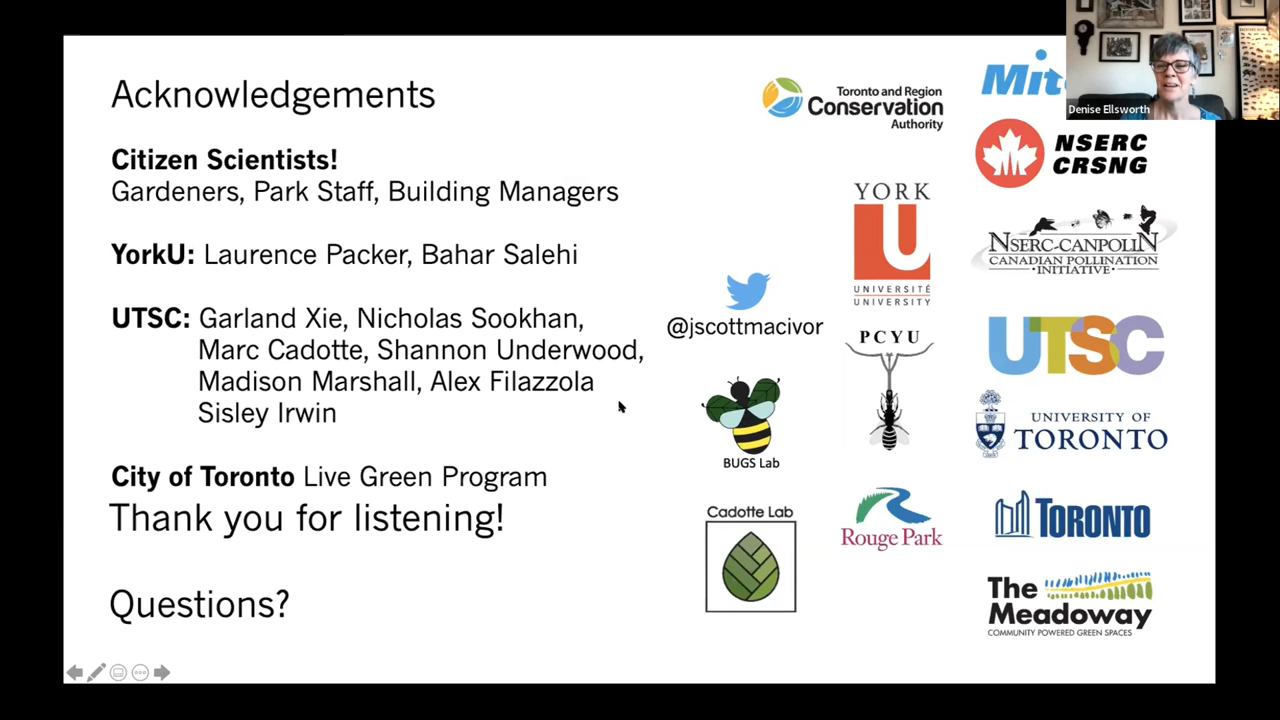 Acknowledgements
Citizen Scientists!
Gardeners, Park Staff, Building Managers
YorkU: Laurence Packer, Bahar Salehi
UTSC: Garland Xie, Nicholas Sookhan,
Marc Cadotte, Shannon Underwood,
Madison Marshall, Alex Filazzola
Sisley Irwin
City of Toronto Live Green Program
Thank you for listening!
Questions?
@jscottmacivor
BUGS Lab
Cadotte Lab
Toronto and Region
Conservation
Authority
YORK
U
UNIVERSITÉ
UNIVERSITY
PCYU
Rouge Park
Mit
Denise Ellsworth
NSERC
CRSNG
NSERC-CANPOLIN
CANADIAN POLLINATION
•INITIATIVE•
UTSC
UNIVERSITY OF
TORONTO
TORONTO
The
Meadoway
COMMUNITY POWERED GREEN SPACES